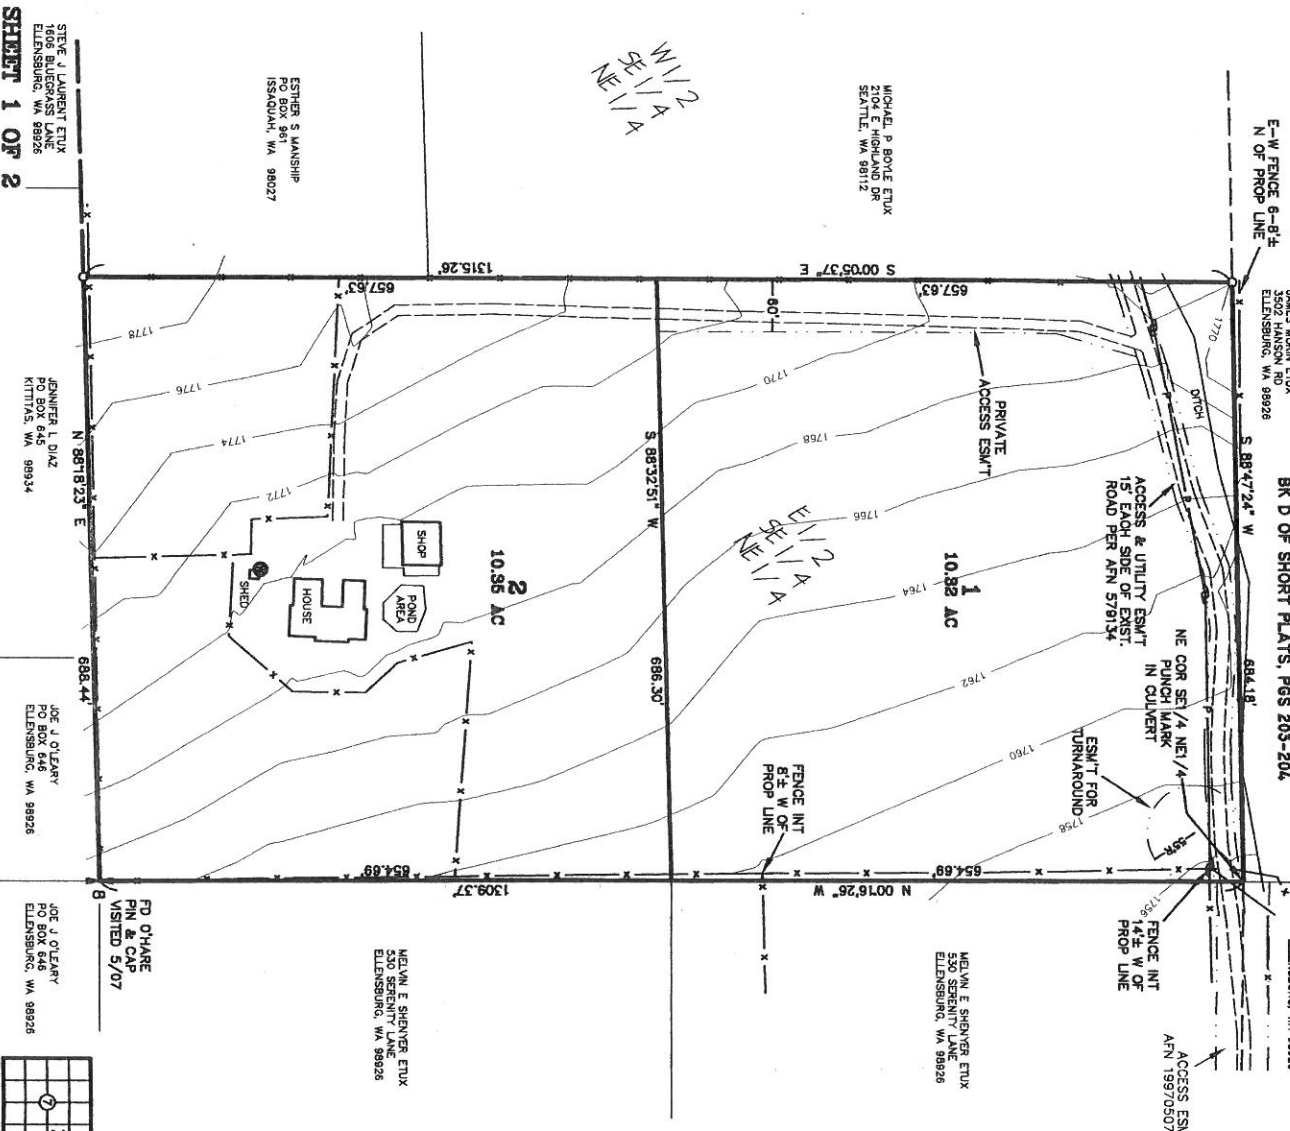 E-W FENCE 6-8'±
N OF PROP LINE
3502 HANSON RD
ELLENSBURG, WA 98926
BK D OF SHORT PLATS, PGS 203-204
S 88°47'24" W
684.18'
1770
DITCH
P
P
P
P
ACCESS & UTILITY ESM'T
15' EACH SIDE OF EXIST.
ROAD PER AFN 579134
NE COR SE1/4 NE1/4
PUNCH MARK
IN CULVERT
ESM'T FOR
TURNAROUND
55'R
1758
1756
FENCE INT
14'± W OF
PROP LINE
ACCESS ESM
AFN 19970507
MICHAEL P BOYLE ETUX
2104 E HIGHLAND DR
SEATTLE, WA 98112
S 00°05'37" E
1315.26'
657.63'
657.63'
60'
PRIVATE
ACCESS ESM'T
1
10.32 AC
1770
1768
1766
1764
1762
1760
E1/2
SE1/4
NE1/4
W1/2
SE1/4
NE1/4
FENCE INT
8'± W OF
PROP LINE
N 00°16'26" W
654.69'
1309.37'
654.69'
MELVIN E SHENYER ETUX
530 SERENITY LANE
ELLENSBURG, WA 98926
S 88°32'51" W
686.30'
2
10.35 AC
SHOP
POND
AREA
HOUSE
SHED
1772
1774
1776
1778
MELVIN E SHENYER ETUX
530 SERENITY LANE
ELLENSBURG, WA 98926
ESTHER S MANSHIP
PO BOX 961
ISSAQUAH, WA 98027
N 88°18'23" E
688.44'
8
FD O'HARE
PIN & CAP
VISITED 5/07
STEVE J LAURENT ETUX
1606 BLUEGRASS LANE
ELLENSBURG, WA 98926
JENNIFER L DIAZ
PO BOX 645
KITTITAS, WA 98934
JOE J O'LEARY
PO BOX 646
ELLENSBURG, WA 98926
JOE J O'LEARY
PO BOX 646
ELLENSBURG, WA 98926
7
SHEET 1 OF 2